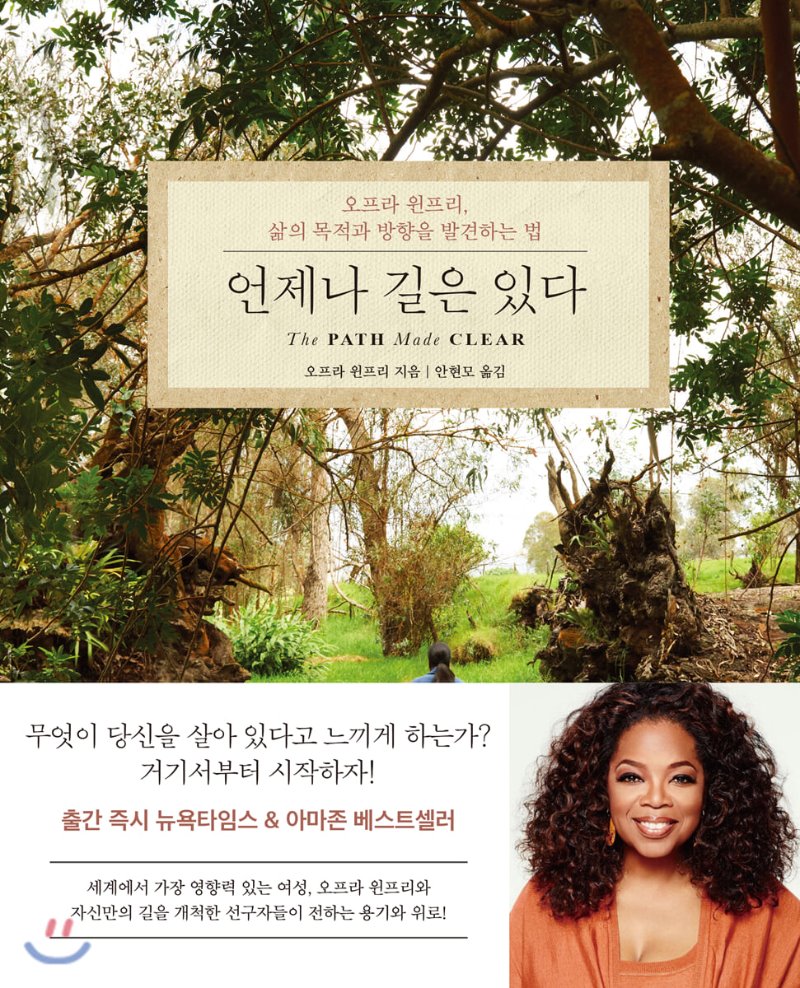 오프라 윈프리,
삶의 목적과 방향을 발견하는 법
언제나 길은 있다
The PATH Made CLEAR
오프라 윈프리 지음 | 안현모 옮김
무엇이 당신을 살아 있다고 느끼게 하는가?
거기서부터 시작하자!
출간 즉시 뉴욕타임스 & 아마존 베스트셀러
세계에서 가장 영향력 있는 여성, 오프라 윈프리와
자신만의 길을 개척한 선구자들이 전하는 용기와 위로!